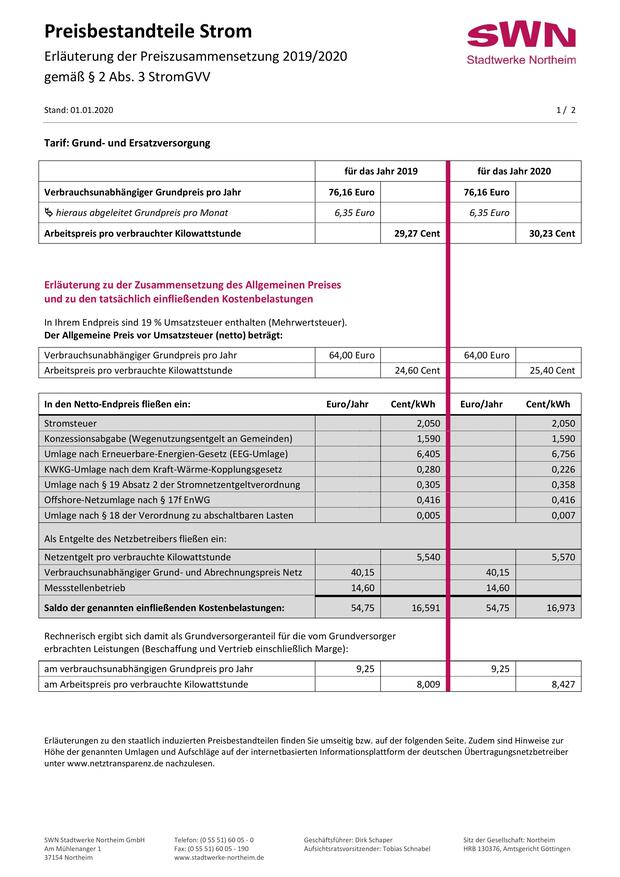 Preisbestandteile Strom
Erläuterung der Preiszusammensetzung 2019/2020
gemäß § 2 Abs. 3 StromGVV
SWN
Stadtwerke Northeim
Stand: 01.01.2020 1 / 2
Tarif: Grund- und Ersatzversorgung
für das Jahr 2019 für das Jahr 2020
Verbrauchsunabhängiger Grundpreis pro Jahr 76,16 Euro 76,16 Euro
hieraus abgeleitet Grundpreis pro Monat 6,35 Euro 6,35 Euro
Arbeitspreis pro verbrauchter Kilowattstunde 29,27 Cent 30,23 Cent
Erläuterung zu der Zusammensetzung des Allgemeinen Preises
und zu den tatsächlich einfließenden Kostenbelastungen
In Ihrem Endpreis sind 19 % Umsatzsteuer enthalten (Mehrwertsteuer).
Der Allgemeine Preis vor Umsatzsteuer (netto) beträgt:
Verbrauchsunabhängiger Grundpreis pro Jahr 64,00 Euro 64,00 Euro
Arbeitspreis pro verbrauchte Kilowattstunde 24,60 Cent 25,40 Cent
In den Netto-Endpreis fließen ein: Euro/Jahr Cent/kWh Euro/Jahr Cent/kWh
Stromsteuer 2,050 2,050
Konzessionsabgabe (Wegenutzungsentgelt an Gemeinden) 1,590 1,590
Umlage nach Erneuerbare-Energien-Gesetz (EEG-Umlage) 6,405 6,756
KWKG-Umlage nach dem Kraft-Wärme-Kopplungsgesetz 0,280 0,226
Umlage nach § 19 Absatz 2 der Stromnetzentgeltverordnung 0,305 0,358
Offshore-Netzumlage nach § 17f EnWG 0,416 0,416
Umlage nach § 18 der Verordnung zu abschaltbaren Lasten 0,005 0,007
Als Entgelte des Netzbetreibers fließen ein:
Netzentgelt pro verbrauchte Kilowattstunde 5,540 5,570
Verbrauchsunabhängiger Grund- und Abrechnungspreis Netz 40,15 40,15
Messstellenbetrieb 14,60 14,60
Saldo der genannten einfließenden Kostenbelastungen: 54,75 16,591 54,75 16,973
Rechnerisch ergibt sich damit als Grundversorgeranteil für die vom Grundversorger
erbrachten Leistungen (Beschaffung und Vertrieb einschließlich Marge):
am verbrauchsunabhängigen Grundpreis pro Jahr 9,25 9,25
am Arbeitspreis pro verbrauchte Kilowattstunde 8,009 8,427
Erläuterungen zu den staatlich induzierten Preisbestandteilen finden Sie umseitig bzw. auf der folgenden Seite. Zudem sind Hinweise zur
Höhe der genannten Umlagen und Aufschläge auf der internetbasierten Informationsplattform der deutschen Übertragungsnetzbetreiber
unter www.netztransparenz.de nachzulesen.
SWN Stadtwerke Northeim GmbH Telefon: (0 55 51) 60 05 - 0 Geschäftsführer: Dirk Schaper Sitz der Gesellschaft: Northeim
Am Mühlenanger 1 Fax: (0 55 51) 60 05 - 190 Aufsichtsratsvorsitzender: Tobias Schnabel HRB 130376, Amtsgericht Göttingen
37154 Northeim www.stadtwerke-northeim.de